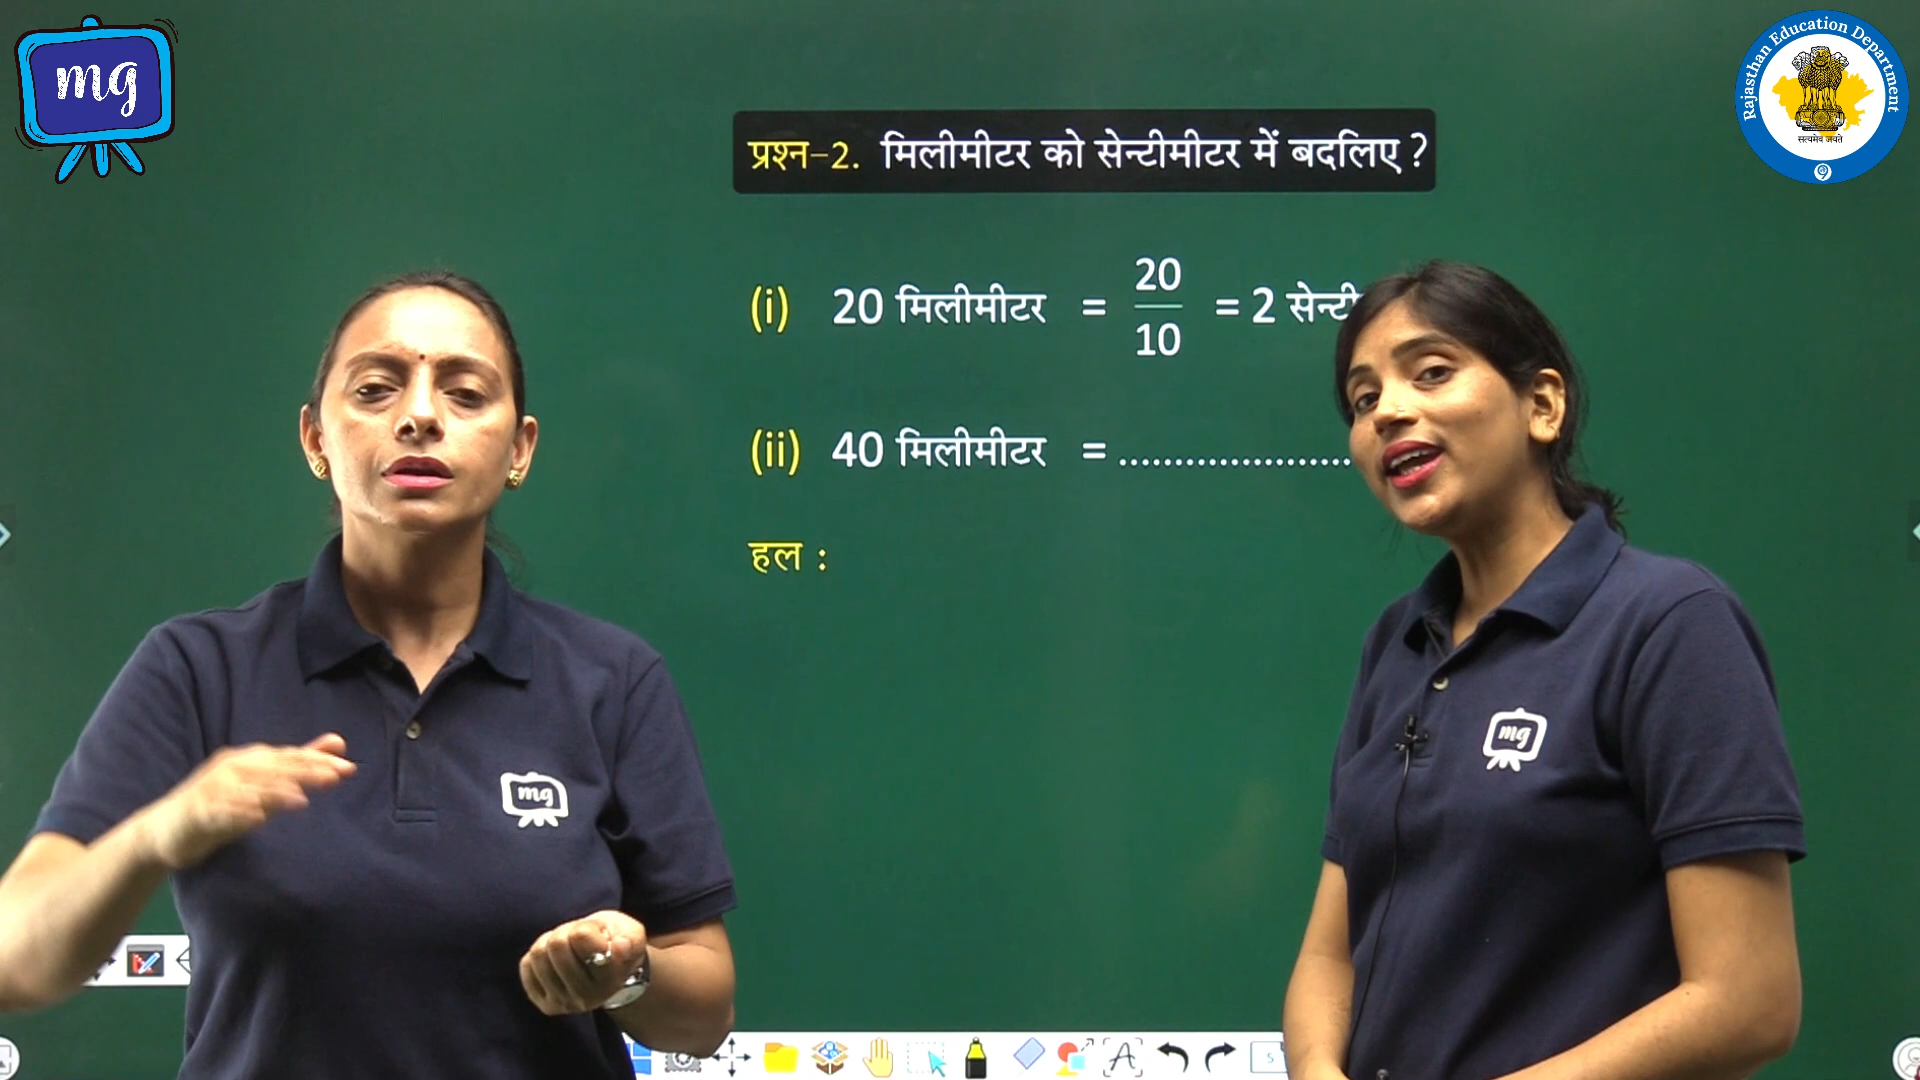 mg
Rajasthan Education Department
सत्यमेव जयते
प्रश्न–2. मिलीमीटर को सेन्टीमीटर में बदलिए ?
(i) 20 मिलीमीटर = 20/10 = 2 सेन्टी
(ii) 40 मिलीमीटर = .....................
हल :
mg
mg